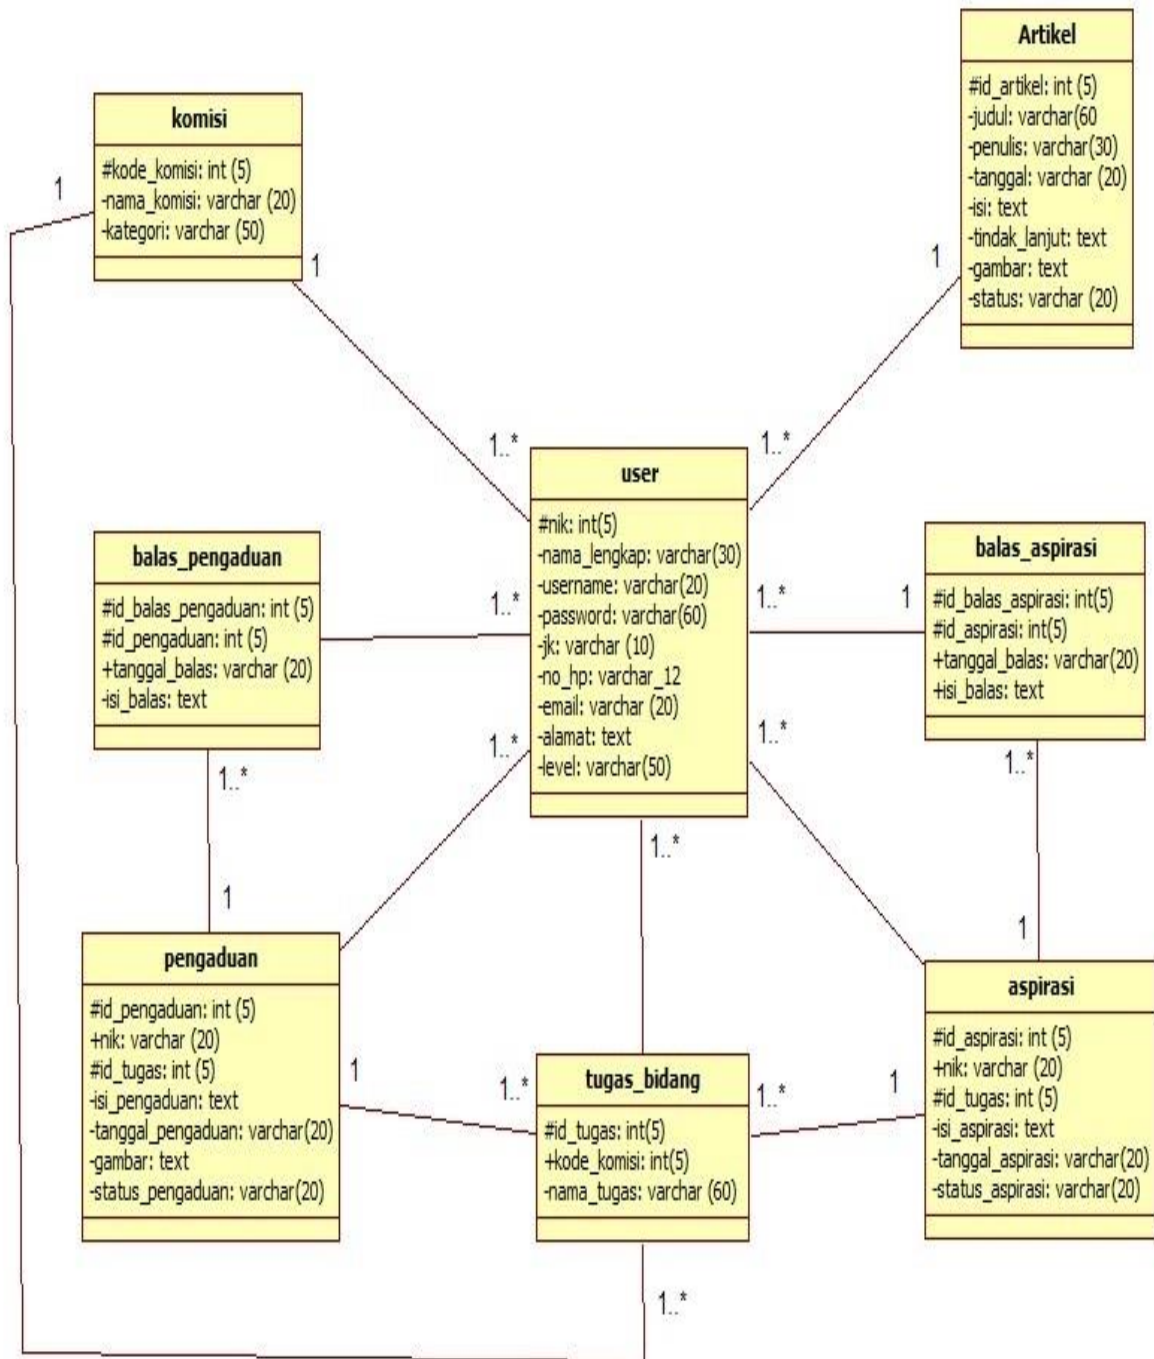 Artikel
#id_artikel: int (5)
-judul: varchar(60
-penulis: varchar(30)
-tanggal: varchar (20)
-isi: text
-tindak_lanjut: text
-gambar: text
-status: varchar (20)
komisi
#kode_komisi: int (5)
-nama_komisi: varchar (20)
-kategori: varchar (50)
1
1
1
1..*
1..*
user
#nik: int(5)
-nama_lengkap: varchar(30)
-username: varchar(20)
-password: varchar(60)
-jk: varchar (10)
-no_hp: varchar_12
-email: varchar (20)
-alamat: text
-level: varchar(50)
balas_pengaduan
#id_balas_pengaduan: int (5)
#id_pengaduan: int (5)
+tanggal_balas: varchar (20)
-isi_balas: text
balas_aspirasi
#id_balas_aspirasi: int(5)
#id_aspirasi: int(5)
+tanggal_balas: varchar(20)
+isi_balas: text
1..*
1..*
1
1..*
1..*
1..*
1..*
1..*
1
1
pengaduan
#id_pengaduan: int (5)
+nik: varchar (20)
#id_tugas: int (5)
-isi_pengaduan: text
-tanggal_pengaduan: varchar(20)
-gambar: text
-status_pengaduan: varchar(20)
1
1..*
tugas_bidang
#id_tugas: int(5)
+kode_komisi: int(5)
-nama_tugas: varchar (60)
1..*
1
aspirasi
#id_aspirasi: int (5)
+nik: varchar (20)
#id_tugas: int (5)
-isi_aspirasi: text
-tanggal_aspirasi: varchar(20)
-status_aspirasi: varchar(20)
1..*